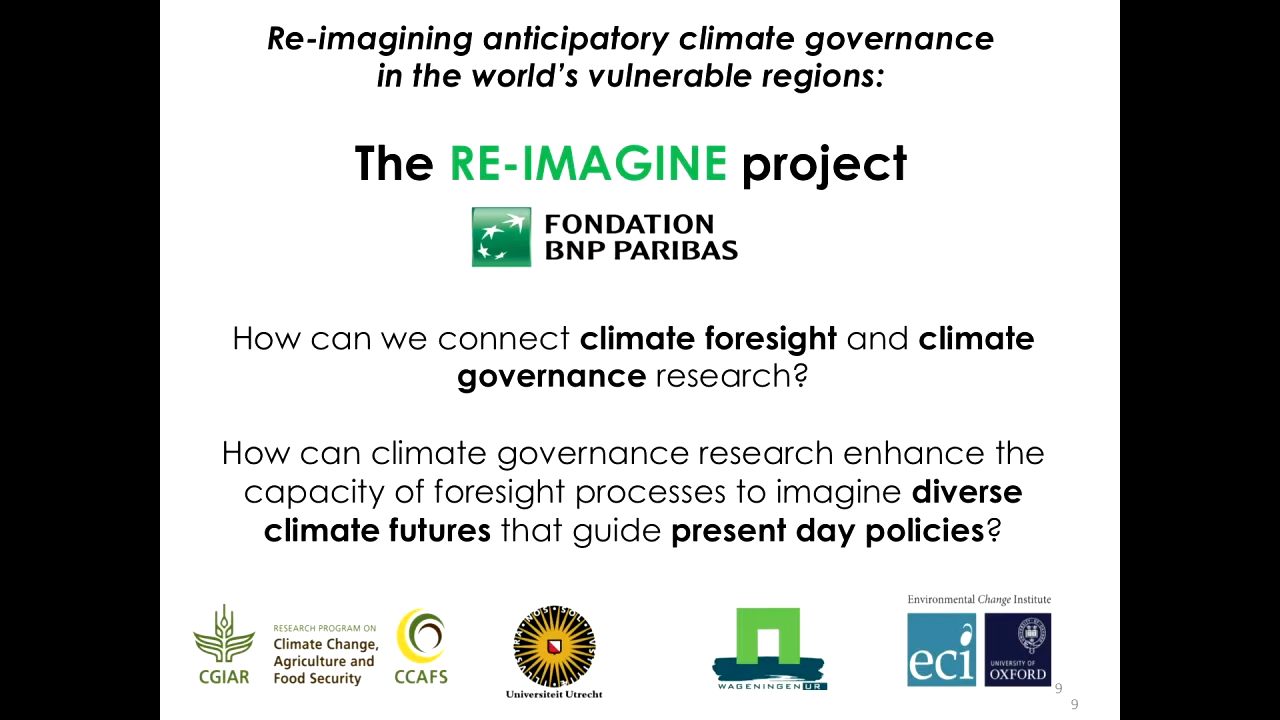 Re-imagining anticipatory climate governance
in the world's vulnerable regions:
The RE-IMAGINE project
FONDATION
BNP PARIBAS
How can we connect climate foresight and climate
governance research?
How can climate governance research enhance the
capacity of foresight processes to imagine diverse
climate futures that guide present day policies?
CGIAR
RESEARCH PROGRAM ON
Climate Change,
Agriculture and
Food Security
CCAFS
Universiteit Utrecht
WAGENINGEN UR
Environmental Change Institute
eci
UNIVERSITY OF
OXFORD
9
9